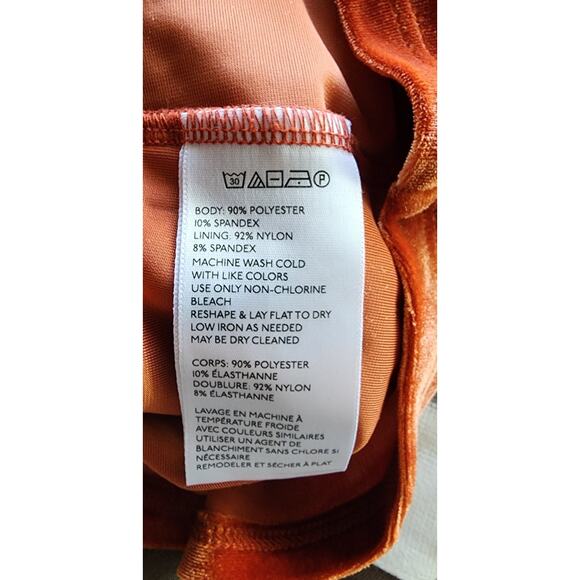 30 P
BODY: 90% POLYESTER
10% SPANDEX
LINING: 92% NYLON
8% SPANDEX
MACHINE WASH COLD
WITH LIKE COLORS
USE ONLY NON-CHLORINE
BLEACH
RESHAPE & LAY FLAT TO DRY
LOW IRON AS NEEDED
MAY BE DRY CLEANED
CORPS: 90% POLYESTER
10% ÉLASTHANNE
DOUBLURE: 92% NYLON
8% ÉLASTHANNE
LAVAGE EN MACHINE À
TEMPÉRATURE FROIDE
AVEC COULEURS SIMILAIRES
UTILISER UN AGENT DE
BLANCHIMENT SANS CHLORE SI
NÉCESSAIRE
REMODELER ET SÉCHER À PLAT